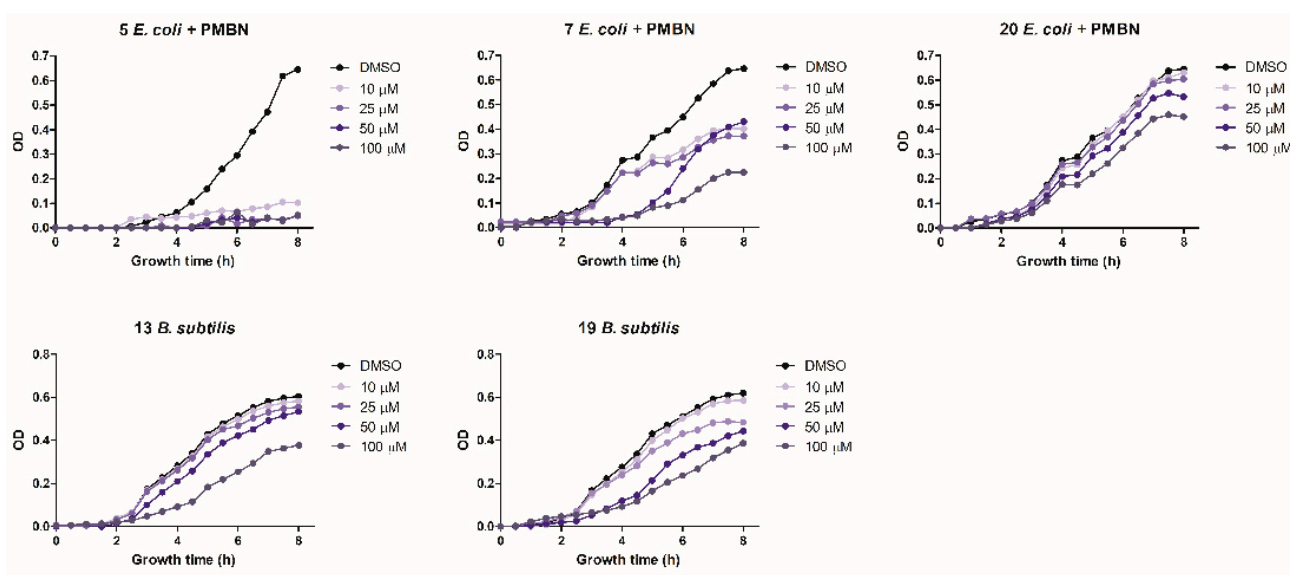 5 E. coli + PMBN
0.7
0.6
0.5
0.4
0.3
0.2
0.1
0.0
OD
0 2 4 6 8
Growth time (h)
DMSO
10 μM
25 μM
50 μM
100 μM
7 E. coli + PMBN
0.7
0.6
0.5
0.4
0.3
0.2
0.1
0.0
OD
0 2 4 6 8
Growth time (h)
DMSO
10 μM
25 μM
50 μM
100 μM
20 E. coli + PMBN
0.7
0.6
0.5
0.4
0.3
0.2
0.1
0.0
OD
0 2 4 6 8
Growth time (h)
DMSO
10 μM
25 μM
50 μM
100 μM
13 B. subtilis
0.8
0.6
0.4
0.2
0.0
OD
0 2 4 6 8
Growth time (h)
DMSO
10 μM
25 μM
50 μM
100 μM
19 B. subtilis
0.8
0.6
0.4
0.2
0.0
OD
0 2 4 6 8
Growth time (h)
DMSO
10 μM
25 μM
50 μM
100 μM